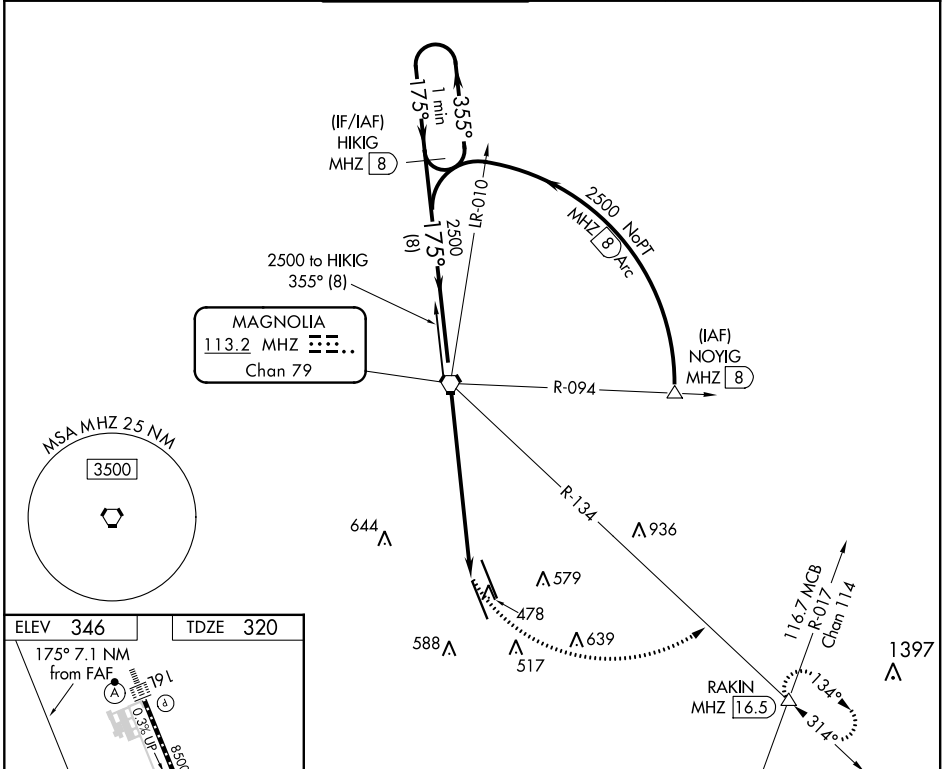 175°
1 min
355°
(IF/IAF)
HIKIG
MHZ 8
LR-010
2500 NoPT
MHZ 8 Arc
2500
175°
(8)
2500 to HIKIG
355° (8)
MAGNOLIA
113.2 MHZ
Chan 79
(IAF)
NOYIG
MHZ 8
R-094
MSA MHZ 25 NM
3500
R-134
644
936
579
478
116.7 MCB
R-017
Chan 114
588
517
639
1397
RAKIN
MHZ 16.5
134°
314°
ELEV 346
TDZE 320
175° 7.1 NM
from FAF
A
16L
P
0.3% UP
8500